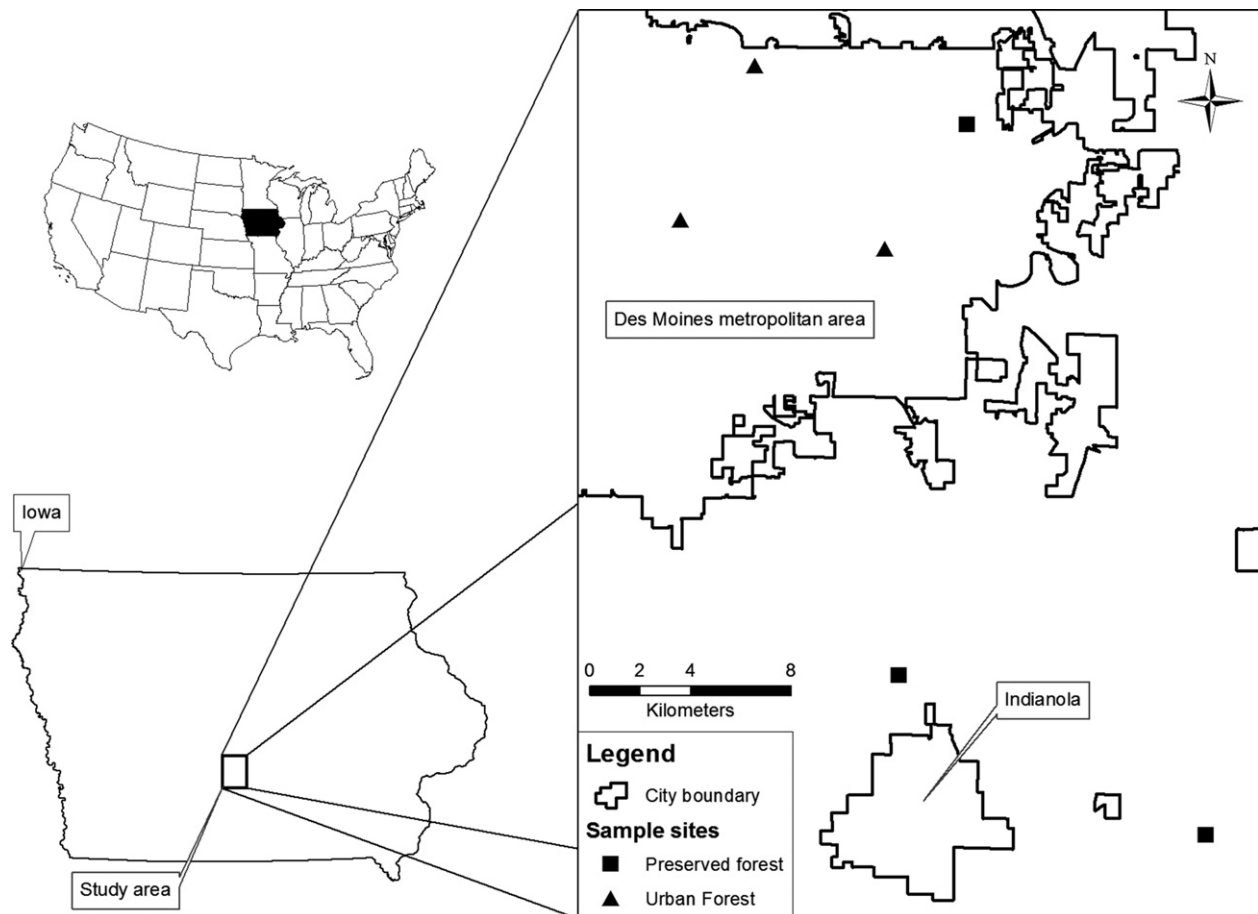 N
Des Moines metropolitan area
Iowa
0 2 4 8
Kilometers
Indianola
Legend
City boundary
Sample sites
Preserved forest
Urban Forest
Study area